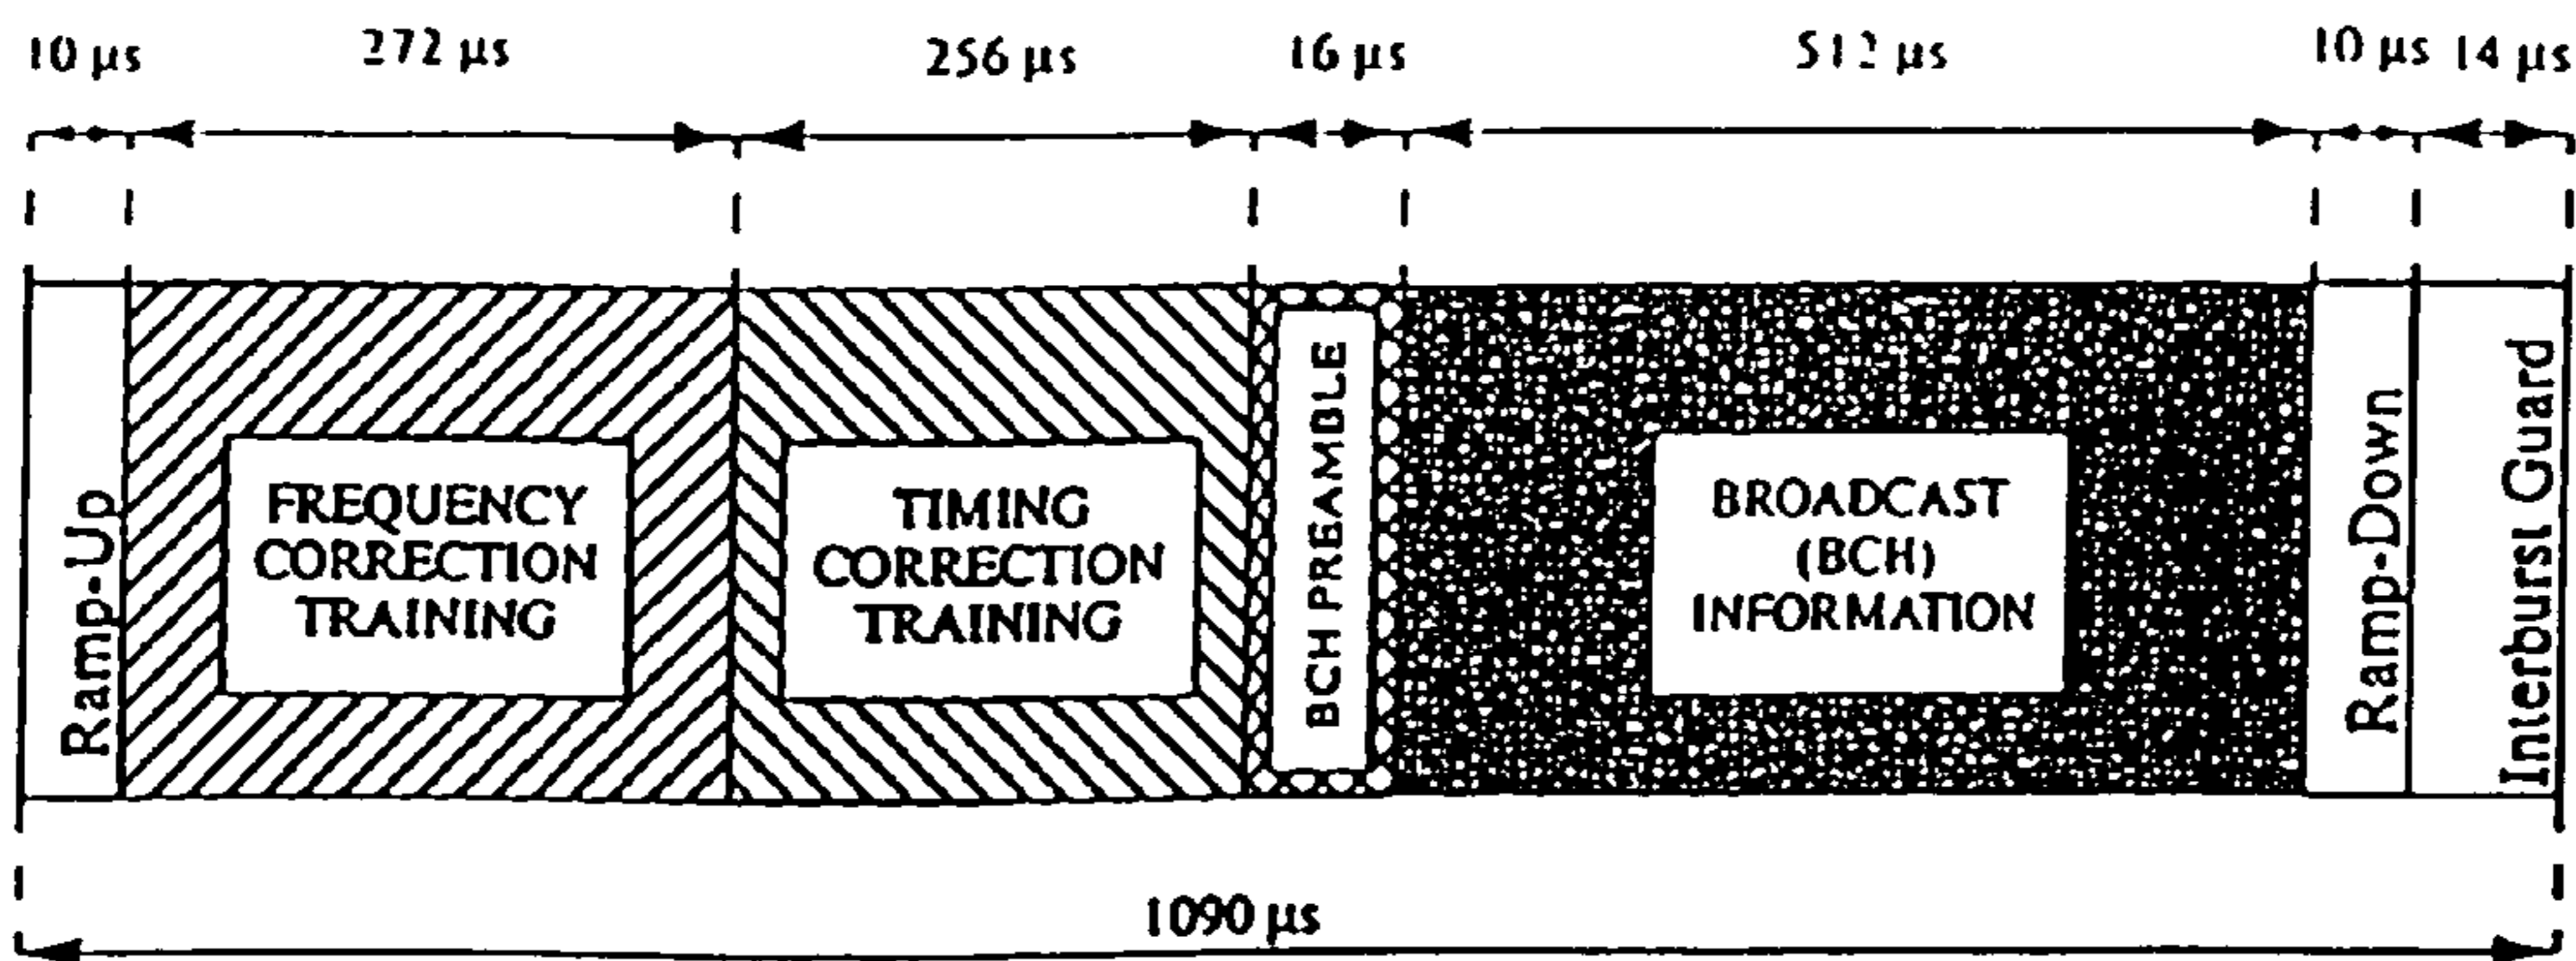 10 µs 272 µs 256 µs 16 µs 512 µs 10 µs 14 µs
Ramp-Up
FREQUENCY
CORRECTION
TRAINING
TIMING
CORRECTION
TRAINING
BCH PREAMBLE
BROADCAST
(BCH)
INFORMATION
Ramp-Down
Interburst Guard
1090 µs